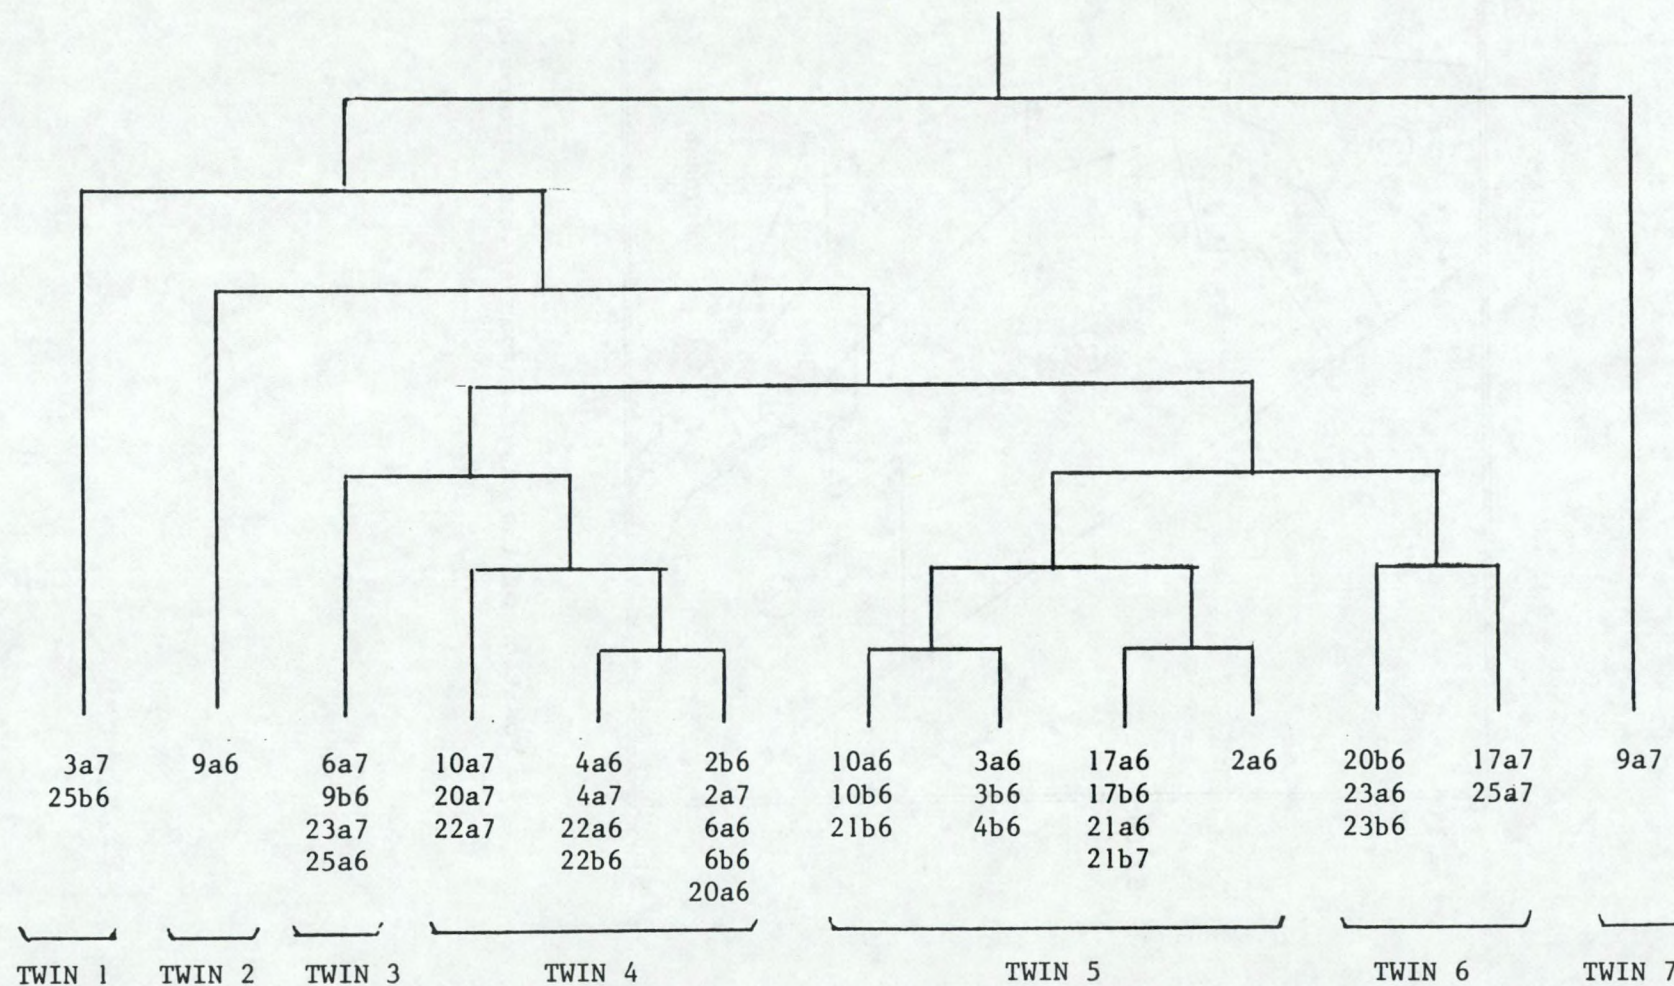 3a7 9a6 6a7 10a7 4a6 2b6 10a6 3a6 17a6 2a6 20b6 17a7 9a7
25b6 9b6 20a7 4a7 2a7 10b6 3b6 17b6 23a6 25a7
23a7 22a7 22a6 6a6 21b6 4b6 21a6 23b6
25a6 22b6 6b6 21b7
20a6
TWIN 1 TWIN 2 TWIN 3 TWIN 4 TWIN 5 TWIN 6 TWIN 7